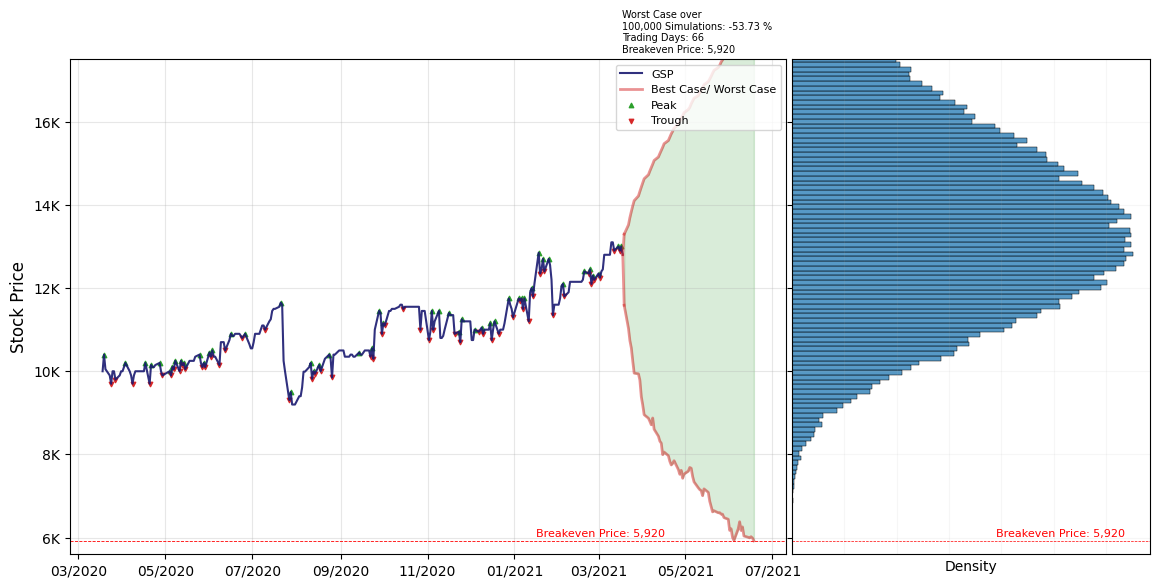 Worst Case over
100,000 Simulations: -53.73 %
Trading Days: 66
Breakeven Price: 5,920
GSP
Best Case/ Worst Case
Peak
Trough
Stock Price
16K
14K
12K
10K
8K
6K
Breakeven Price: 5,920
Breakeven Price: 5,920
03/2020 05/2020 07/2020 09/2020 11/2020 01/2021 03/2021 05/2021 07/2021
Density